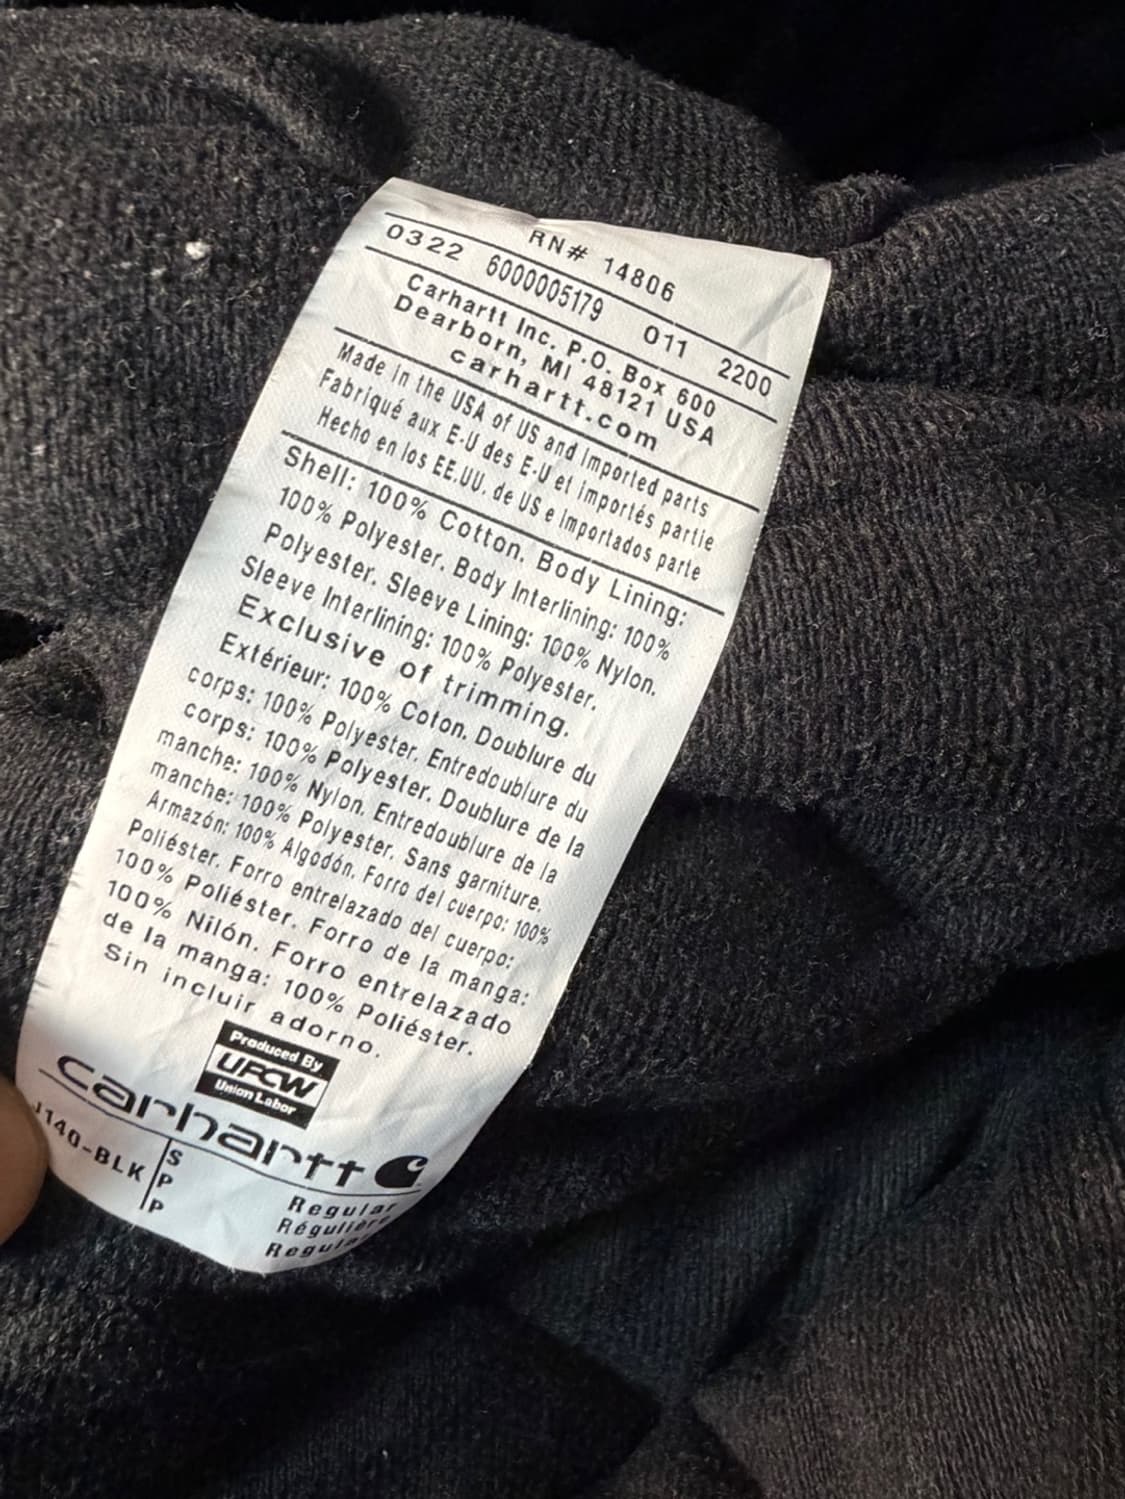 RN# 14806
0322 6000005179 011 2200
Carhartt Inc. P.O. Box 600
Dearborn, MI 48121 USA
carhartt.com
Made in the USA of US and Imported parts
Fabriqué aux E-U des E-U et importés partie
Hecho en los EE.UU. de US e Importados parte
Shell: 100% Cotton. Body Lining:
100% Polyester. Body Interlining: 100%
Polyester. Sleeve Lining: 100% Nylon.
Sleeve Interlining: 100% Polyester.
Exclusive of trimming.
Extérieur: 100% Coton. Doublure du
corps: 100% Polyester. Entredoublure du
corps: 100% Polyester. Doublure de la
manche: 100% Nylon. Entredoublure de la
manche: 100% Polyester. Sans garniture.
Armazón: 100% Algodón. Forro del cuerpo: 100%
Poliéster. Forro entrelazado del cuerpo:
100% Poliéster. Forro de la manga:
100% Nilón. Forro entrelazado
de la manga: 100% Poliéster.
Sin incluir adorno.
Produced By
UFCW
Union Labor
carhartt
J140-BLK
S Regular
P Régulière
P Regular